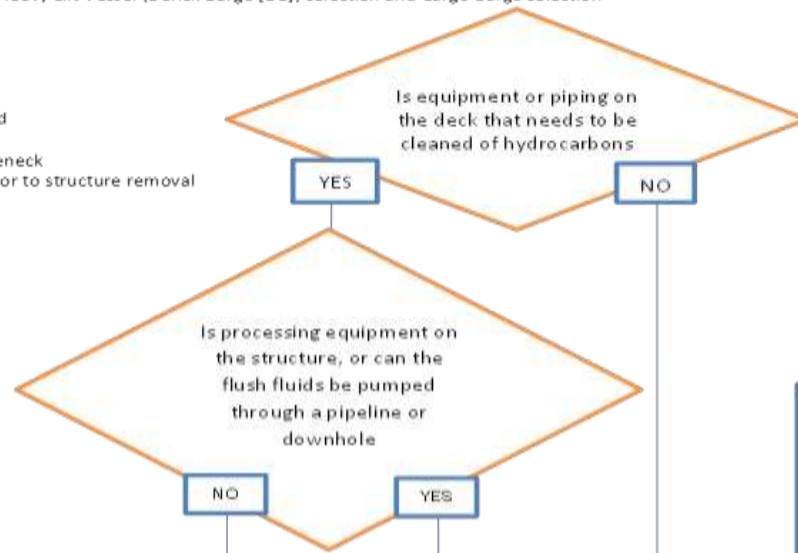 or to structure removal
Is equipment or piping on
the deck that needs to be
cleaned of hydrocarbons
YES
NO
Is processing equipment on
the structure, or can the
flush fluids be pumped
through a pipeline or
downhole
NO
YES